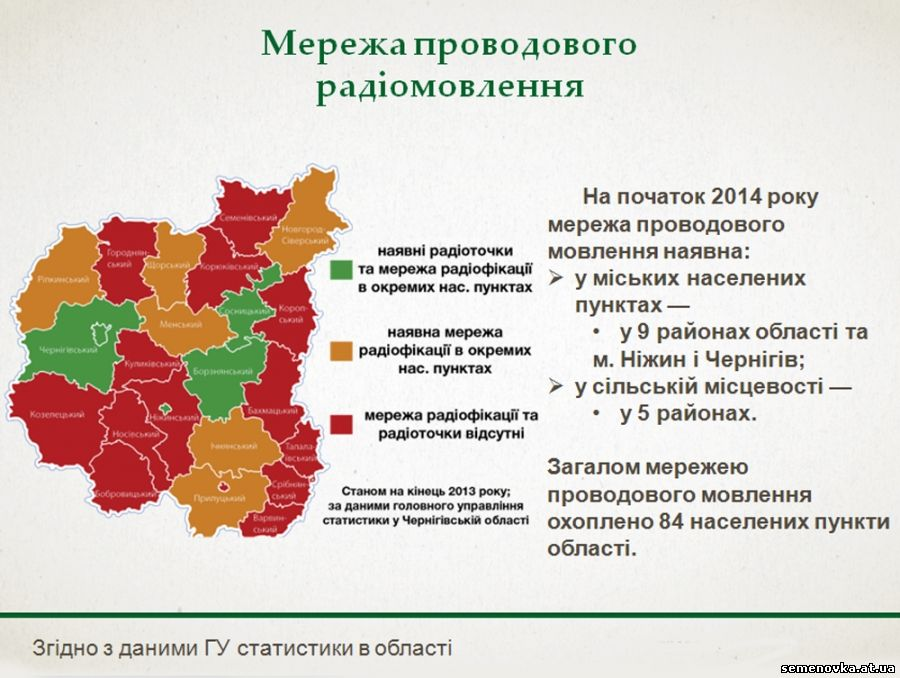 Мережа проводового
радіомовлення
Семенівський
Новгород-
Сіверський
Городнян-
ський
Щорський
Корюківський
Ріпкинський
Сосницький
Короп-
ський
Менський
Чернігівський
Куликівський
Борзнянський
Козелецький
Ніжинський
Бахмацький
Носівський
Ічнянський
Талала-
ївський
Бобровицький
Прилуцький
Срібнян-
ський
Варвин-
ський
наявні радіоточки
та мережа радіофікації
в окремих нас. пунктах
наявна мережа
радіофікації в окремих
нас. пунктах
мережа радіофікації та
радіоточки відсутні
Станом на кінець 2013 року;
за даними головного управління
статистики у Чернігівській області
На початок 2014 року
мережа проводового
мовлення наявна:
➢ у міських населених
пунктах —
• у 9 районах області та
м. Ніжин і Чернігів;
➢ у сільській місцевості —
• у 5 районах.
Загалом мережею
проводового мовлення
охоплено 84 населених пункти
області.
Згідно з даними ГУ статистики в області
semenovka.at.ua